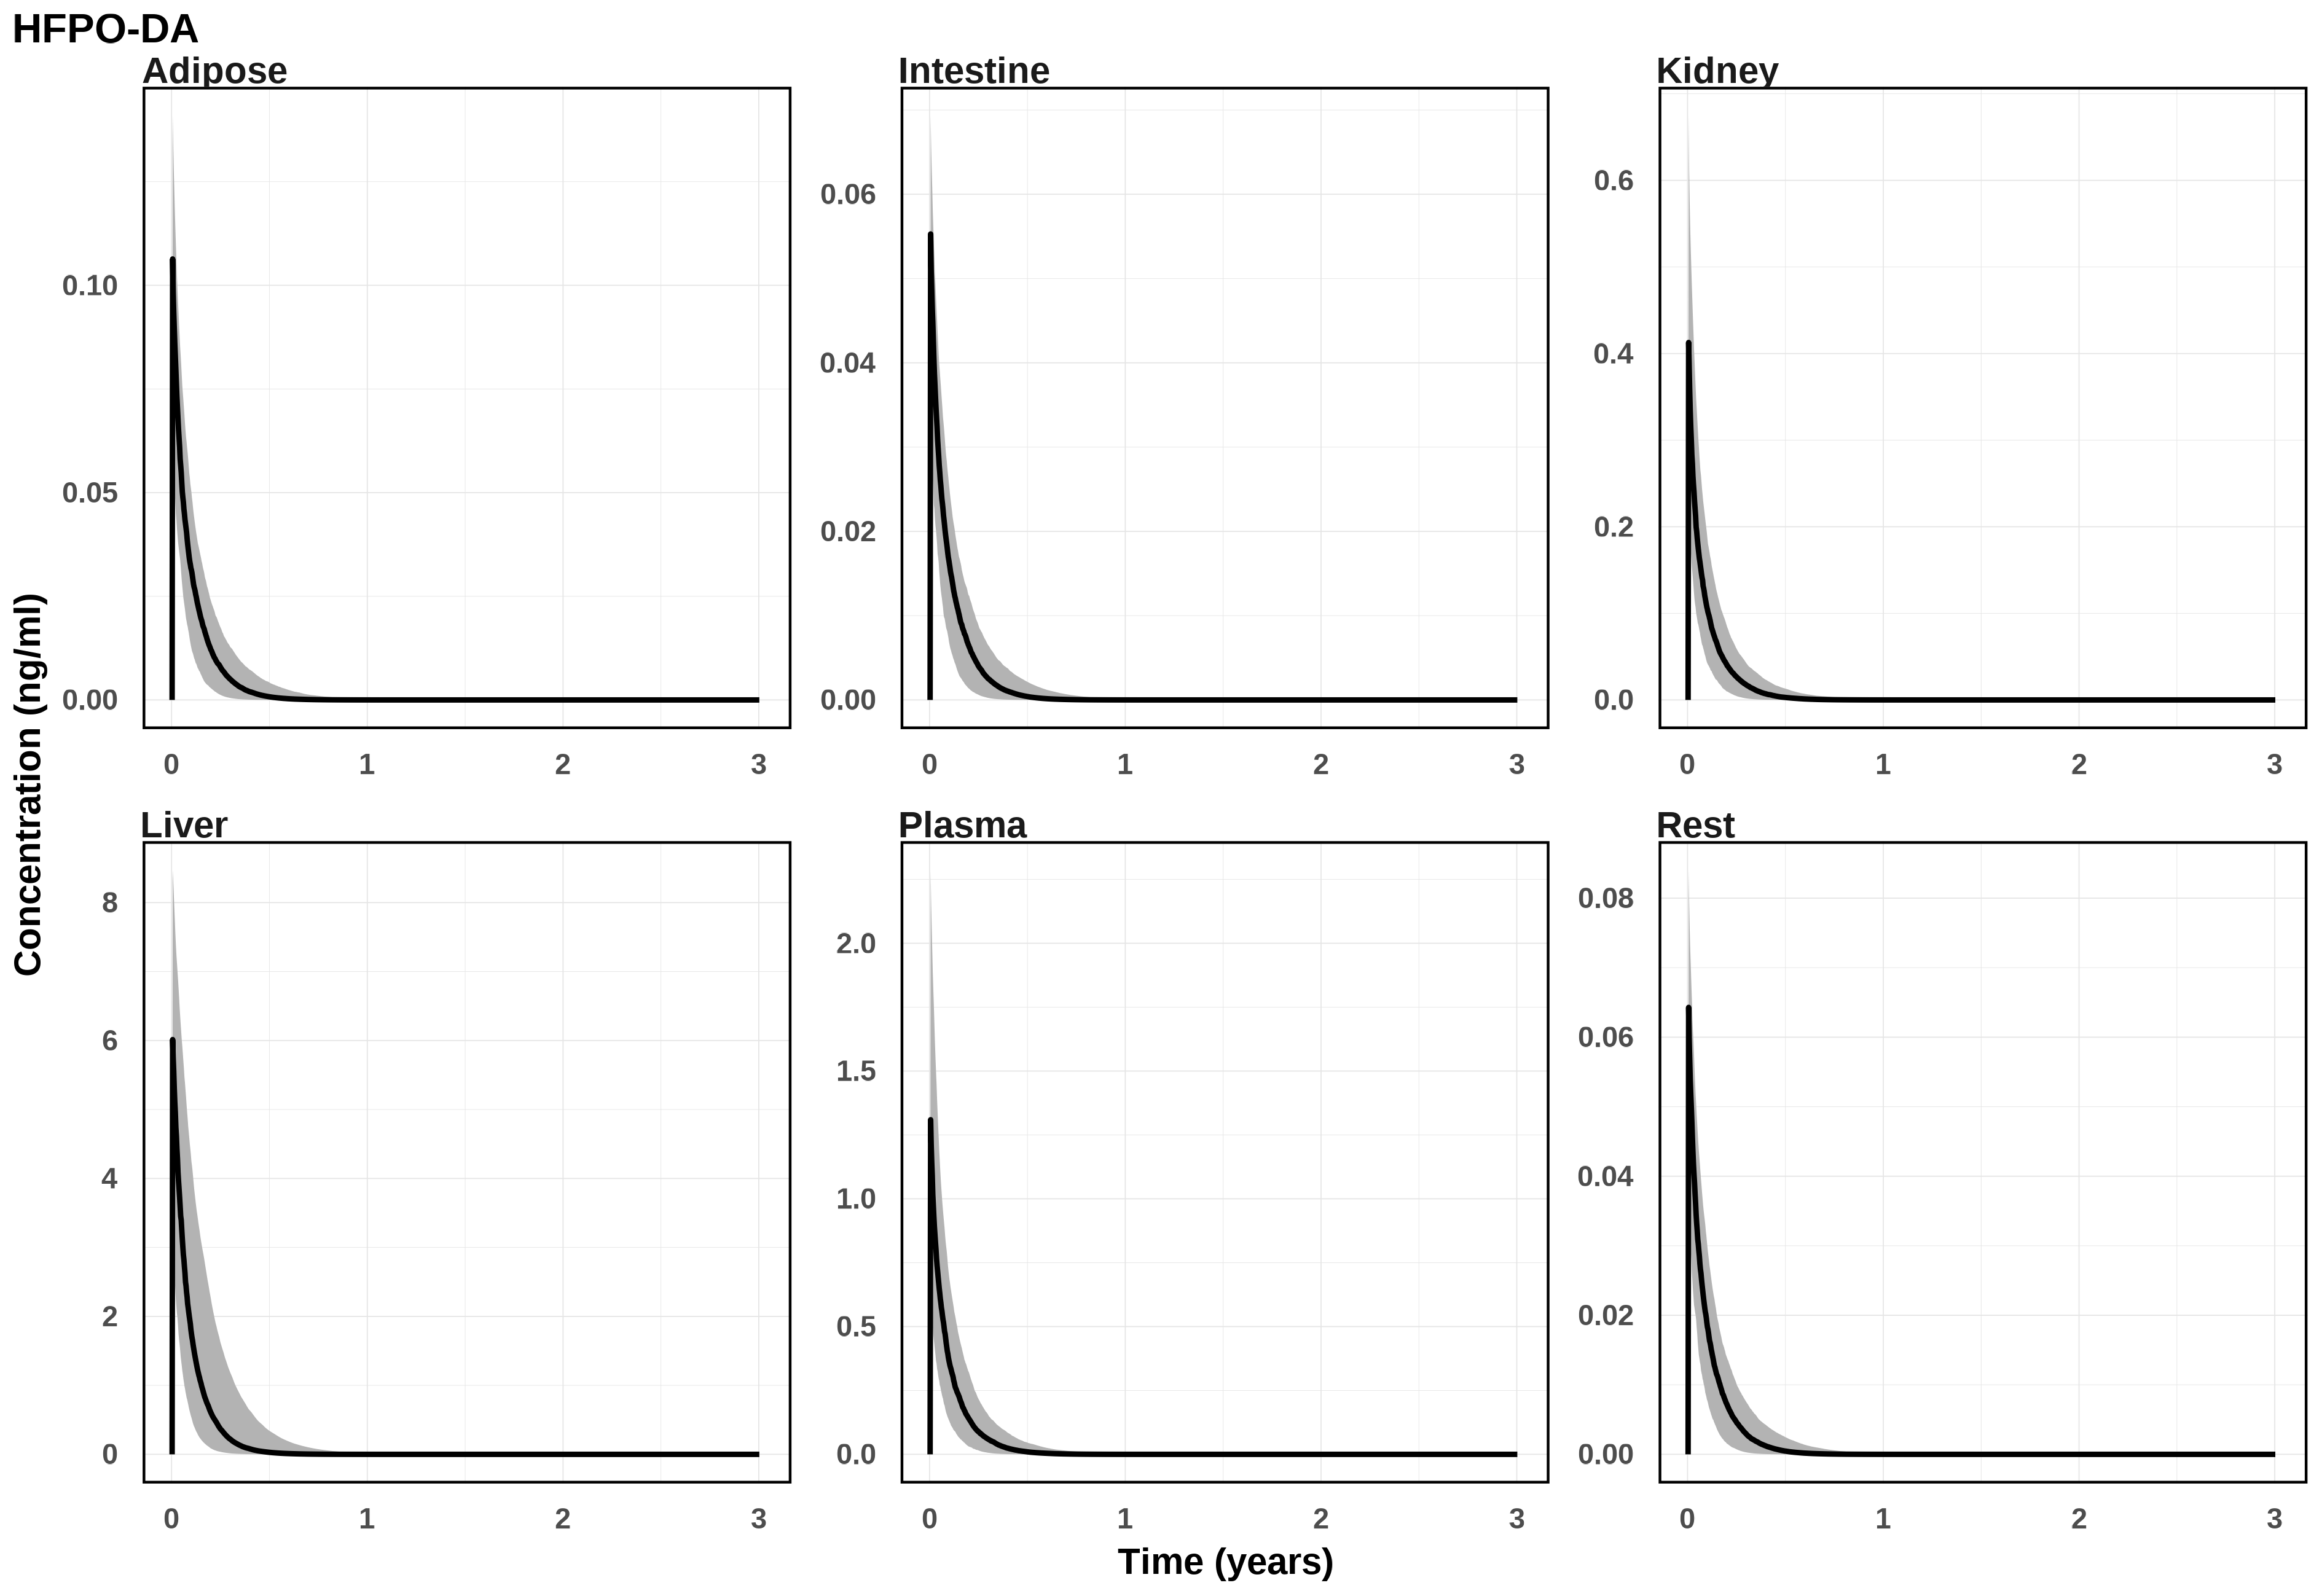 HFPO-DA
Adipose
Intestine
Kidney
0.10
0.05
0.00
0.06
0.04
0.02
0.00
0.6
0.4
0.2
0.0
0 1 2 3
0 1 2 3
0 1 2 3
Concentration (ng/ml)
Liver
Plasma
Rest
8
6
4
2
0
2.0
1.5
1.0
0.5
0.0
0.08
0.06
0.04
0.02
0.00
0 1 2 3
0 1 2 3
0 1 2 3
Time (years)